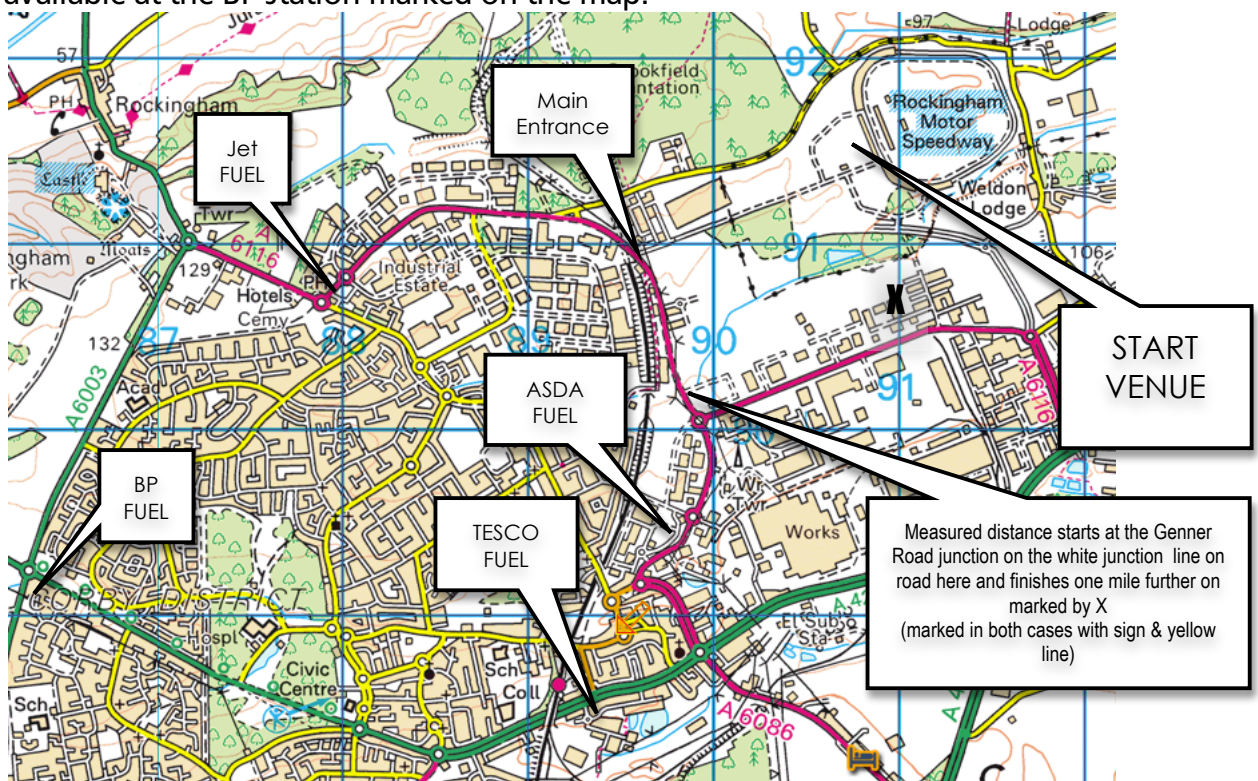 available at the BP station marked on the map.
57
PH
Rockingham
Castle
Moats
Twr
129
A 6116
Hotels
Cemy
PH
Industrial
Estate
Jet
FUEL
Main
Entrance
92
97
Lodge
Rockingham
Motor
Speedway
Weldon
Lodge
91
106
START
VENUE
87
88
89
90
91
132
A 6003
Acad
A 6116
ASDA
FUEL
BP
FUEL
TESCO
FUEL
Wr
Twr
Works
X
Measured distance starts at the Genner
Road junction on the white junction line on
road here and finishes one mile further on
marked by X
(marked in both cases with sign & yellow
line)
CORBY DISTRICT
Hospl
Civic
Centre
Sch
Sch
Coll
El Sub
Sta
A 6086